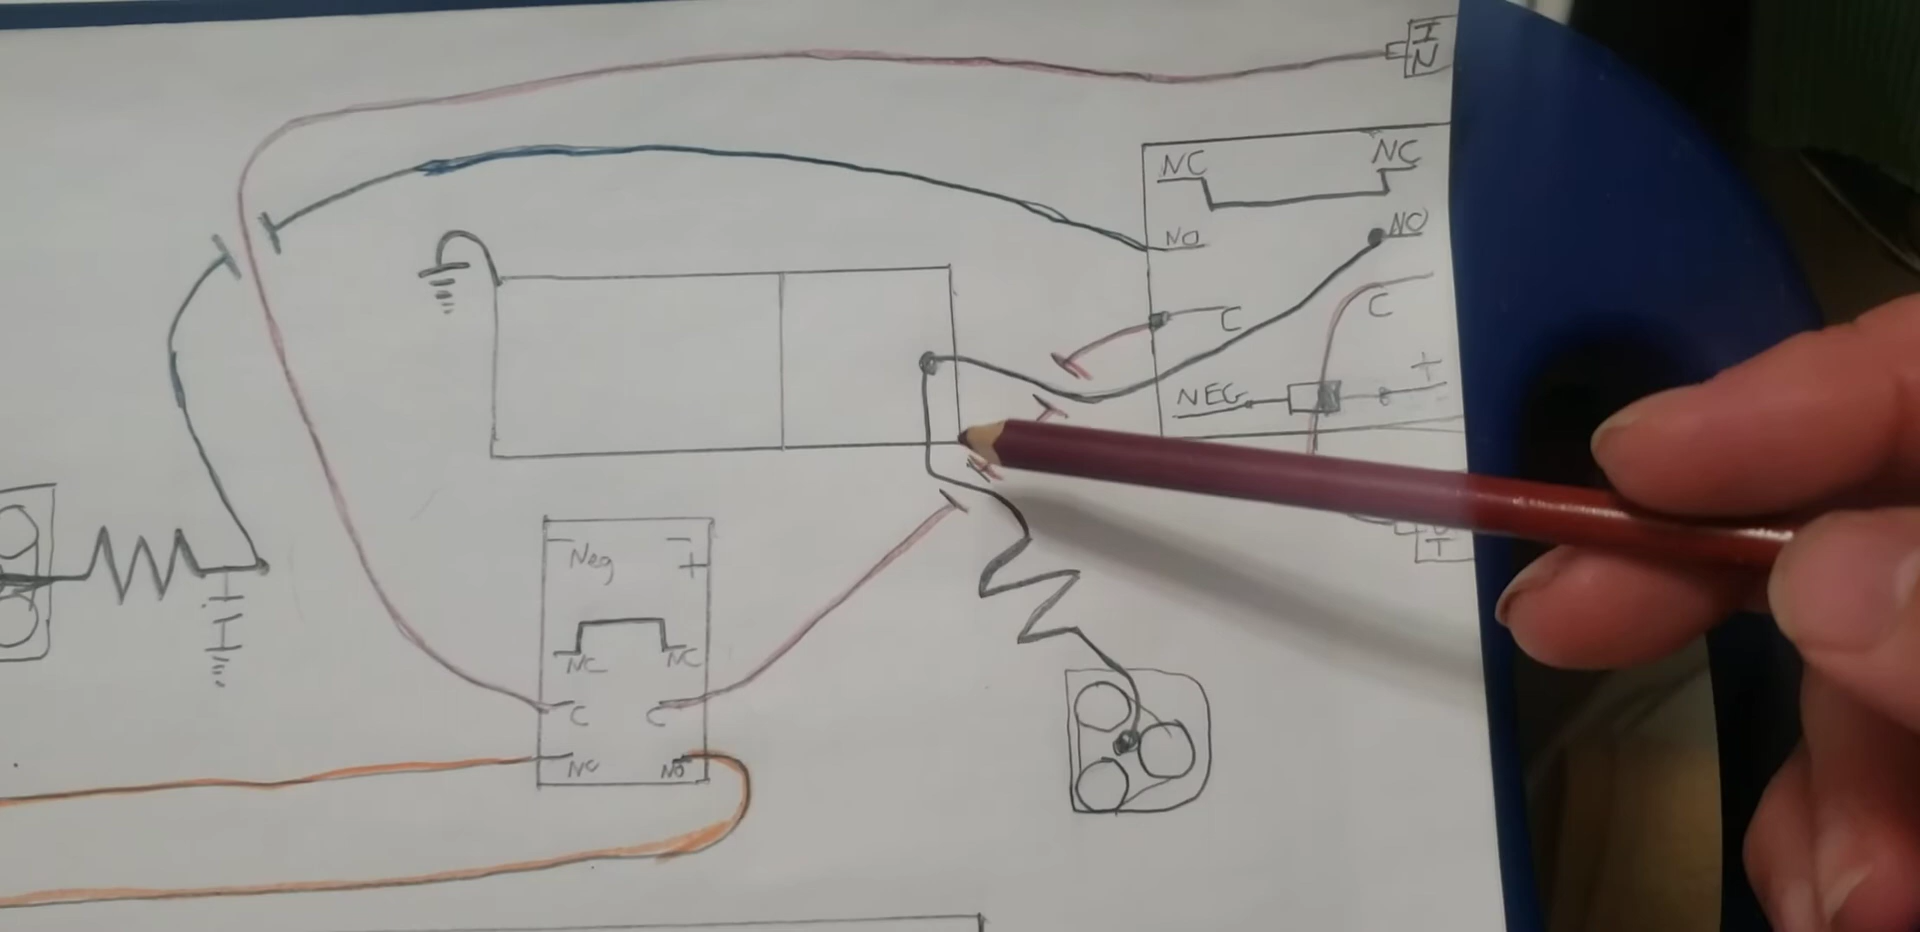 IN
NC NC
NO NO
C C
NEG +
Neg +
NC NC
C C
NC NO
T